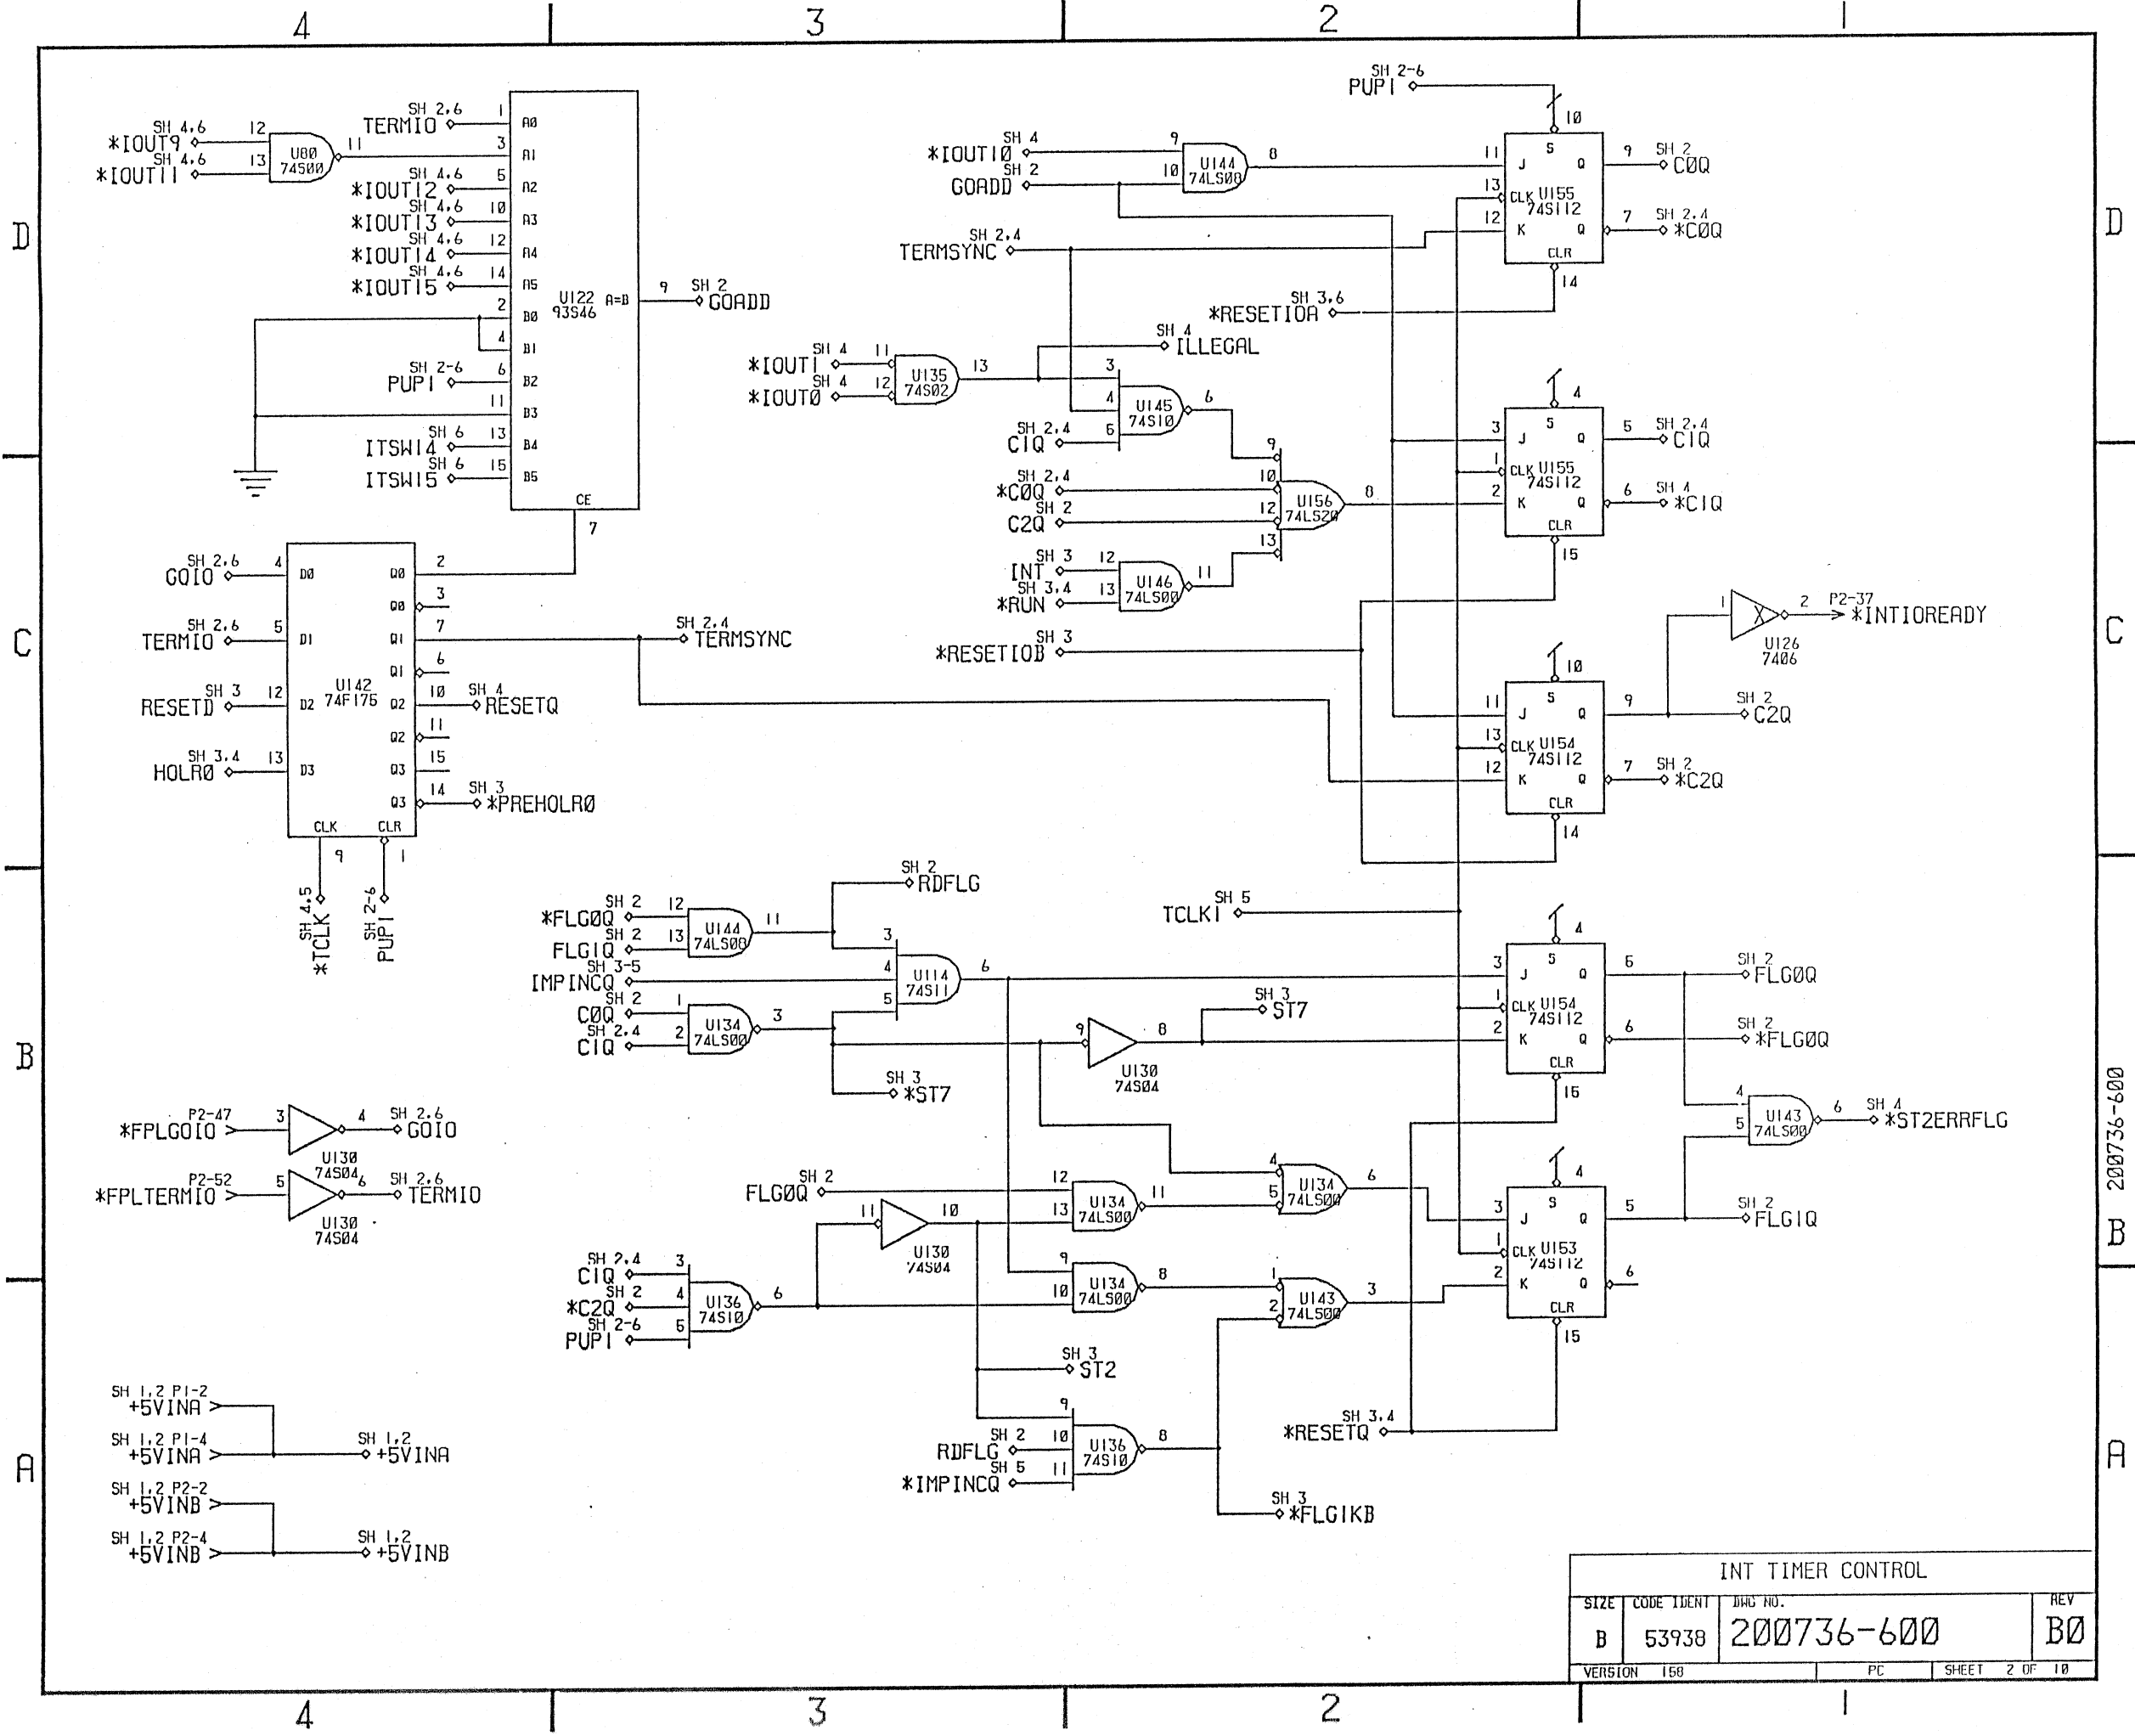 4 3 2 1
D
C
B
A
SH 4,6
*IOUT9 12
SH 4,6
*IOUT11 13
U80
74S00
11
SH 2,6
TERMIO 1 A0
3 A1
SH 4,6
*IOUT12 5 A2
SH 4,6
*IOUT13 10 A3
SH 4,6
*IOUT14 12 A4
SH 4,6
*IOUT15 14 A5
2 B0
4 B1
SH 2-6
PUP1 6 B2
11 B3
SH 6
ITSW14 13 B4
SH 6
ITSW15 15 B5
U122 A=B
93S46
CE
7
9 SH 2
GOADD
SH 2,6
GOIO 4 D0
SH 2,6
TERMIO 5 D1
SH 3
RESETD 12 D2
SH 3,4
HOLR0 13 D3
U142
74F175
Q0 2
Q0 3
Q1 7
Q1 6
Q2 10
Q2 11
Q3 15
Q3 14
CLK CLR
9 1
SH 4,5
*TCLK
SH 2-6
PUP1
SH 2,4
TERMSYNC
SH 4
RESETQ
SH 3
*PREHOLR0
P2-47
*FPLGOIO 3 4 SH 2,6
GOIO
U130
74S04
P2-52
*FPLTERMIO 5 6 SH 2,6
TERMIO
U130
74S04
SH 1,2 P1-2
+5VINA
SH 1,2 P1-4
+5VINA
SH 1,2
+5VINA
SH 1,2 P2-2
+5VINB
SH 1,2 P2-4
+5VINB
SH 1,2
+5VINB
SH 2-6
PUP1
SH 4
*IOUT10 9
SH 2
GOADD 10
U144
74LS08
8
SH 2,4
TERMSYNC
SH 3,6
*RESETIOA
10
S
11 J Q 9 SH 2
C0Q
13 CLK U155
74S112
12 K Q 7 SH 2,4
*C0Q
CLR
14
SH 4
*IOUT1 11
SH 4
*IOUT0 12
U135
74S02
13
SH 4
ILLEGAL
3
4
SH 2,4
C1Q 5
U145
74S10
6
9
SH 2,4
*C0Q 10
SH 2
C2Q 12
13
U156
74LS20
8
SH 3
INT 12
SH 3,4
*RUN 13
U146
74LS00
11
SH 3
*RESETIOB
4
S
3 J Q 5 SH 2,4
C1Q
1 CLK U155
74S112
2 K Q 6 SH 4
*C1Q
CLR
15
1 2 P2-37
*INTIOREADY
X
U126
7406
10
S
11 J Q 9 SH 2
C2Q
13 CLK U154
74S112
12 K Q 7 SH 2
*C2Q
CLR
14
SH 2
RDFLG
SH 5
TCLK1
SH 2
*FLG0Q 12
SH 2
FLG1Q 13
U144
74LS08
11
SH 3-5
IMPINCQ
3
4
5
U114
74S11
6
SH 2
C0Q 1
SH 2,4
C1Q 2
U134
74LS00
3
SH 3
*ST7
9 8
U130
74S04
SH 3
ST7
4
S
3 J Q 5 SH 2
FLG0Q
1 CLK U154
74S112
2 K Q 6 SH 2
*FLG0Q
CLR
15
4
5
U143
74LS00
6 SH 4
*ST2ERRFLG
SH 2
FLG0Q
12
13
U134
74LS00
11
4
5
U134
74LS00
6
11 10
U130
74S04
SH 2,4
C1Q 3
SH 2
*C2Q 4
SH 2-6
PUP1 5
U136
74S10
6
9
10
U134
74LS00
8
1
2
U143
74LS00
3
4
S
3 J Q 5 SH 2
FLG1Q
1 CLK U153
74S112
2 K Q 6
CLR
15
SH 3
ST2
9
SH 2
RDFLG 10
SH 5
*IMPINCQ 11
U136
74S10
8
SH 3,4
*RESETQ
SH 3
*FLG1KB
D
C
200736-600
B
A
INT TIMER CONTROL
SIZE CODE IDENT DWG NO. REV
B 53938 200736-600 B0
VERSION 158 PC SHEET 2 OF 10
4 3 2 1